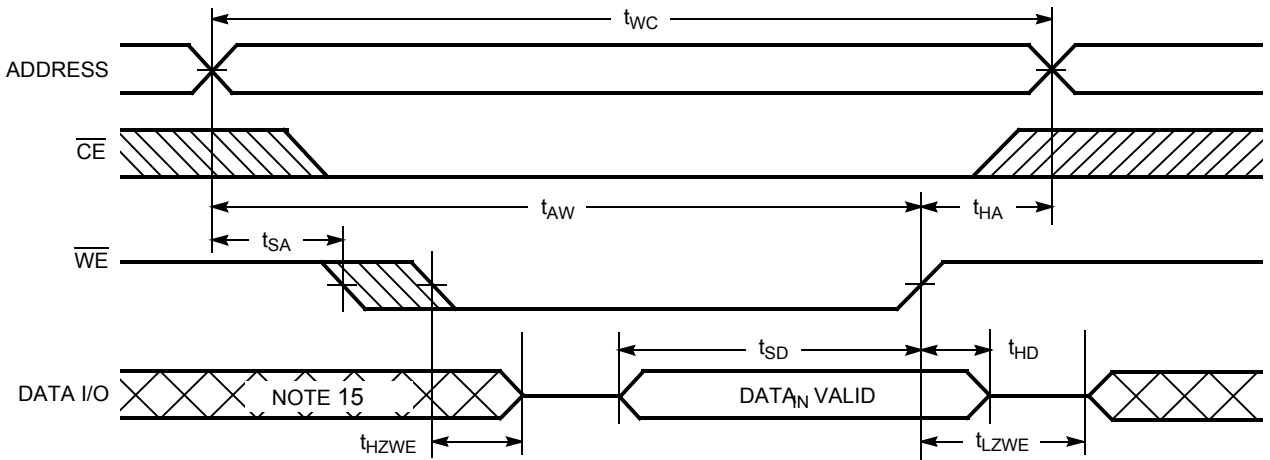 tWC
ADDRESS
CE
tAW
tHA
tSA
WE
tSD
tHD
DATA I/O
NOTE 15
DATAIN VALID
tHZWE
tLZWE